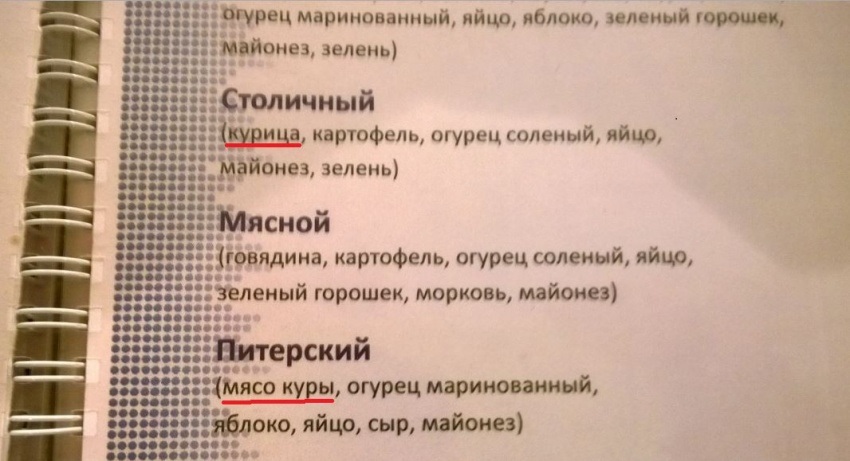 огурец маринованный, яйцо, яблоко, зеленый горошек,
майонез, зелень)
Столичный
(курица, картофель, огурец соленый, яйцо,
майонез, зелень)
Мясной
(говядина, картофель, огурец соленый, яйцо,
зеленый горошек, морковь, майонез)
Питерский
(мясо куры, огурец маринованный,
яблоко, яйцо, сыр, майонез)